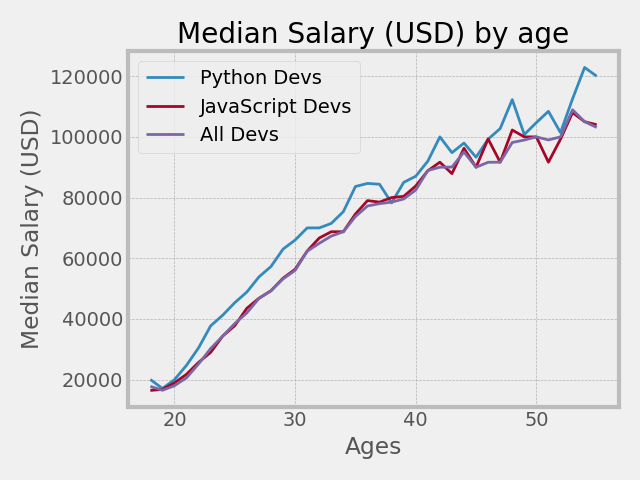 Median Salary (USD) by age
Python Devs
JavaScript Devs
All Devs
120000
100000
80000
60000
40000
20000
Median Salary (USD)
20 30 40 50
Ages